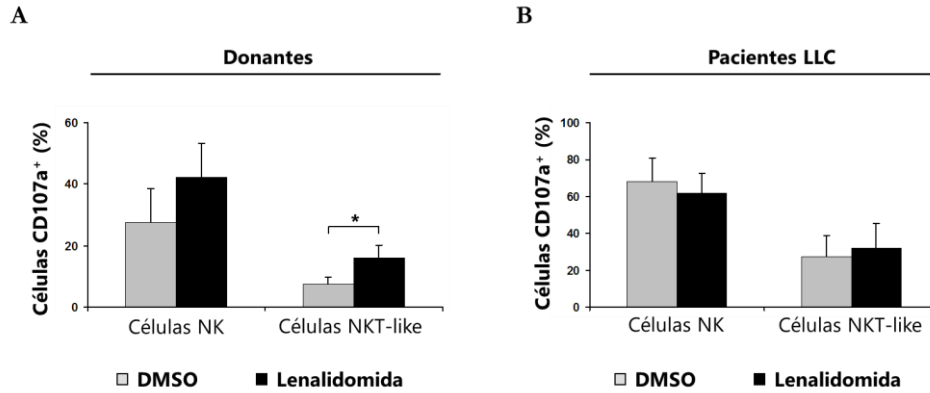 A
Donantes
Células CD107a⁺ (%)
60
40
20
0
*
Células NK
Células NKT-like
DMSO
Lenalidomida
B
Pacientes LLC
Células CD107a⁺ (%)
100
80
60
40
20
0
Células NK
Células NKT-like
DMSO
Lenalidomida